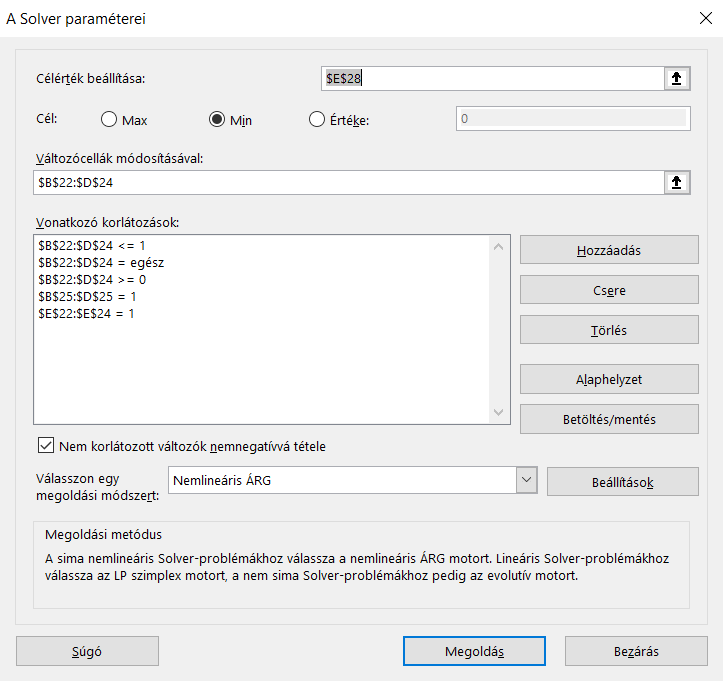 A Solver paraméterei
Célérték beállítása:
$E$28
Cél:
Max
Min
Értéke:
0
Változócellák módosításával:
$B$22:$D$24
Vonatkozó korlátozások:
$B$22:$D$24 <= 1
$B$22:$D$24 = egész
$B$22:$D$24 >= 0
$B$25:$D$25 = 1
$E$22:$E$24 = 1
Hozzáadás
Csere
Törlés
Alaphelyzet
Betöltés/mentés
Nem korlátozott változók nemnegatívvá tétele
Válasszon egy
megoldási módszert:
Nemlineáris ÁRG
Beállítások
Megoldási metódus
A sima nemlineáris Solver-problémákhoz válassza a nemlineáris ÁRG motort. Lineáris Solver-problémákhoz
válassza az LP szimplex motort, a nem sima Solver-problémákhoz pedig az evolutív motort.
Súgó
Megoldás
Bezárás